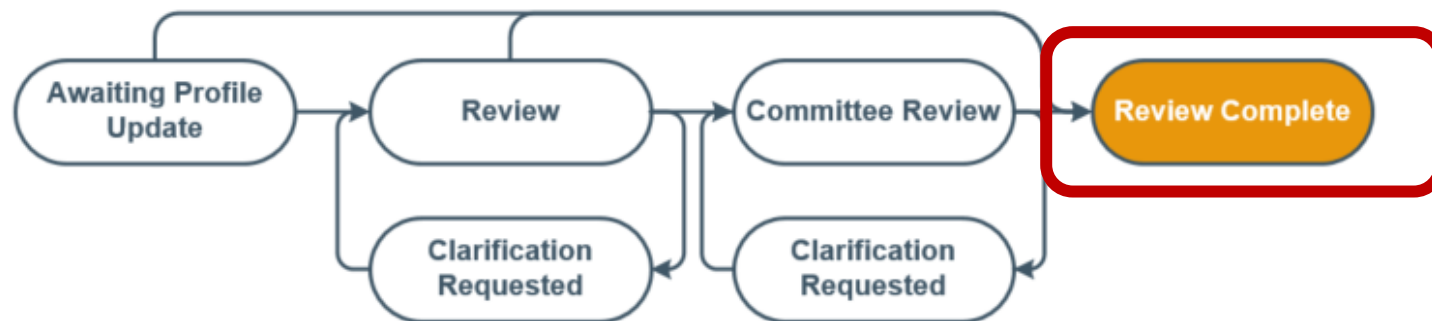 Awaiting Profile
Update
Review
Committee Review
Review Complete
Clarification
Requested
Clarification
Requested